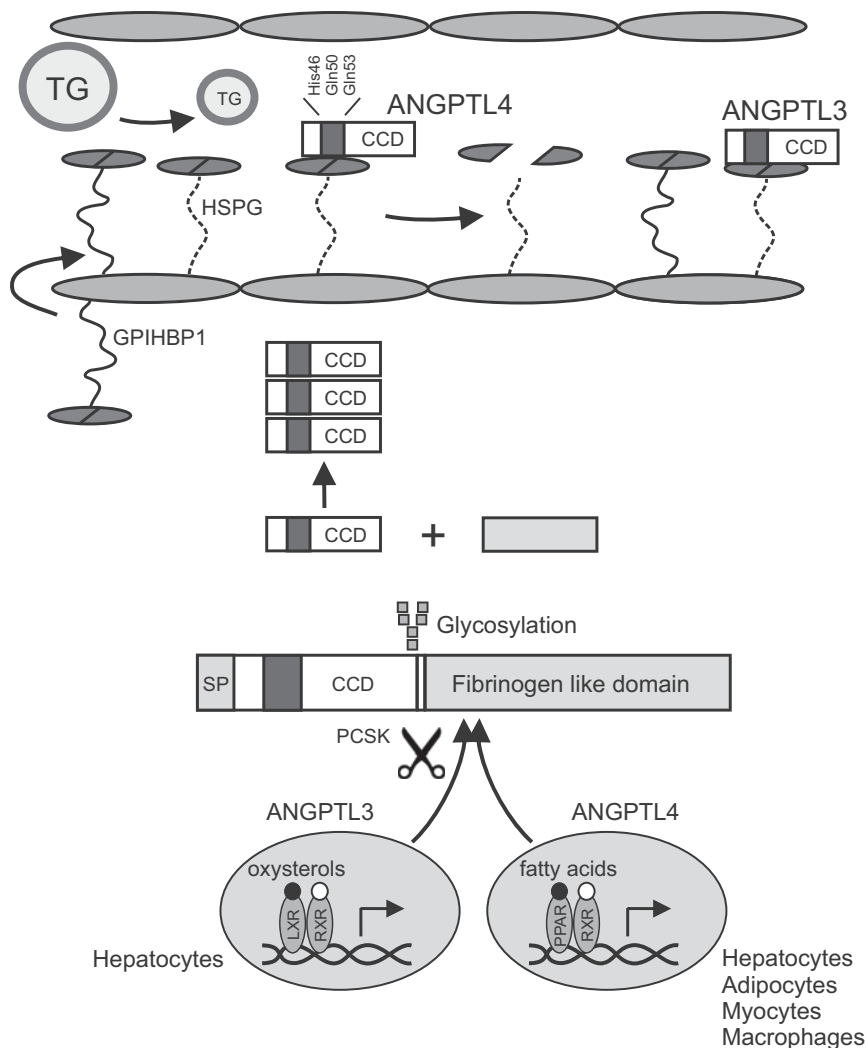 TG
TG
His46
Gln50
Gln53
ANGPTL4
CCD
ANGPTL3
CCD
HSPG
GPIHBP1
CCD
CCD
CCD
CCD
+
Glycosylation
SP
CCD
Fibrinogen like domain
PCSK
ANGPTL3
ANGPTL4
oxysterols
fatty acids
LXR
RXR
PPAR
RXR
Hepatocytes
Hepatocytes
Adipocytes
Myocytes
Macrophages